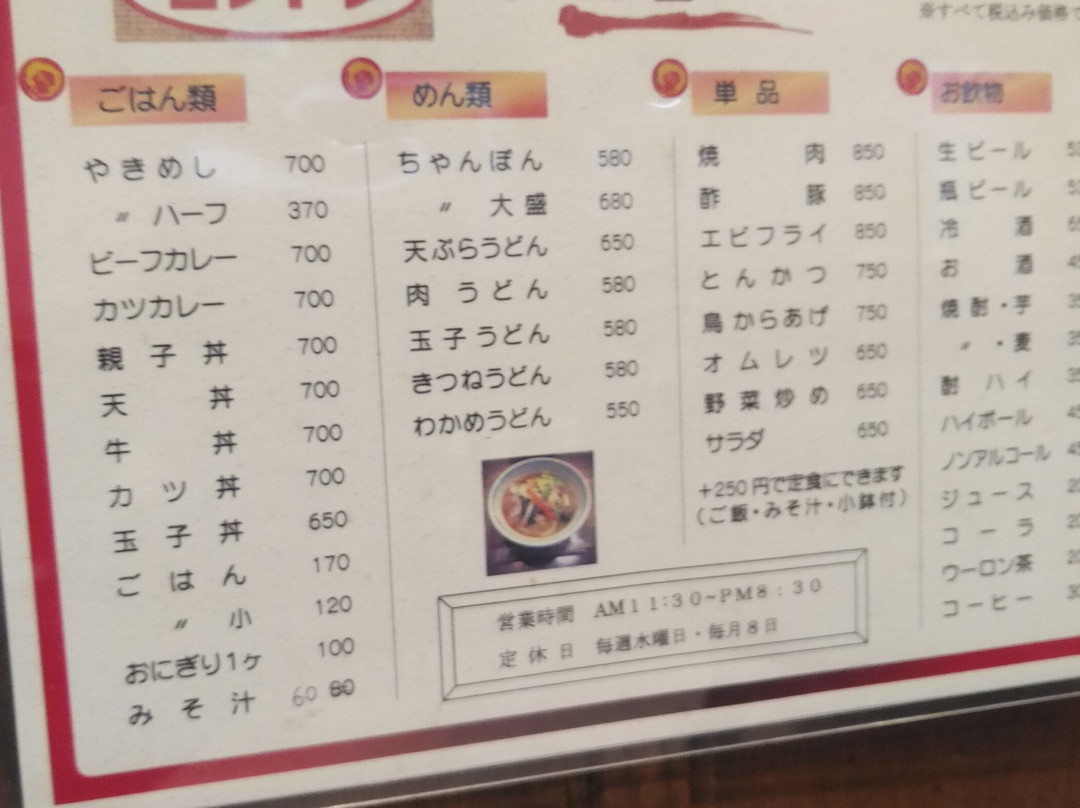 ※すべて税込み価格で
ごはん類
やきめし 700
〃 ハーフ 370
ビーフカレー 700
カツカレー 700
親子丼 700
天丼 700
牛丼 700
カツ丼 700
玉子丼 650
ごはん 170
〃 小 120
おにぎり1ヶ 100
みそ汁 60 80
めん類
ちゃんぽん 580
〃 大盛 680
天ぷらうどん 650
肉うどん 580
玉子うどん 580
きつねうどん 580
わかめうどん 550
単品
焼肉 850
酢豚 850
エビフライ 850
とんかつ 750
鳥からあげ 750
オムレツ 650
野菜炒め 650
サラダ 650
+250円で定食にできます
(ご飯・みそ汁・小鉢付)
営業時間 AM11:30~PM8:30
定休日 毎週水曜日・毎月8日
お飲物
生ビール
瓶ビール
冷酒
お酒
焼酎・芋
〃・麦
酎ハイ
ハイボール
ノンアルコール
ジュース
コーラ
ウーロン茶
コーヒー